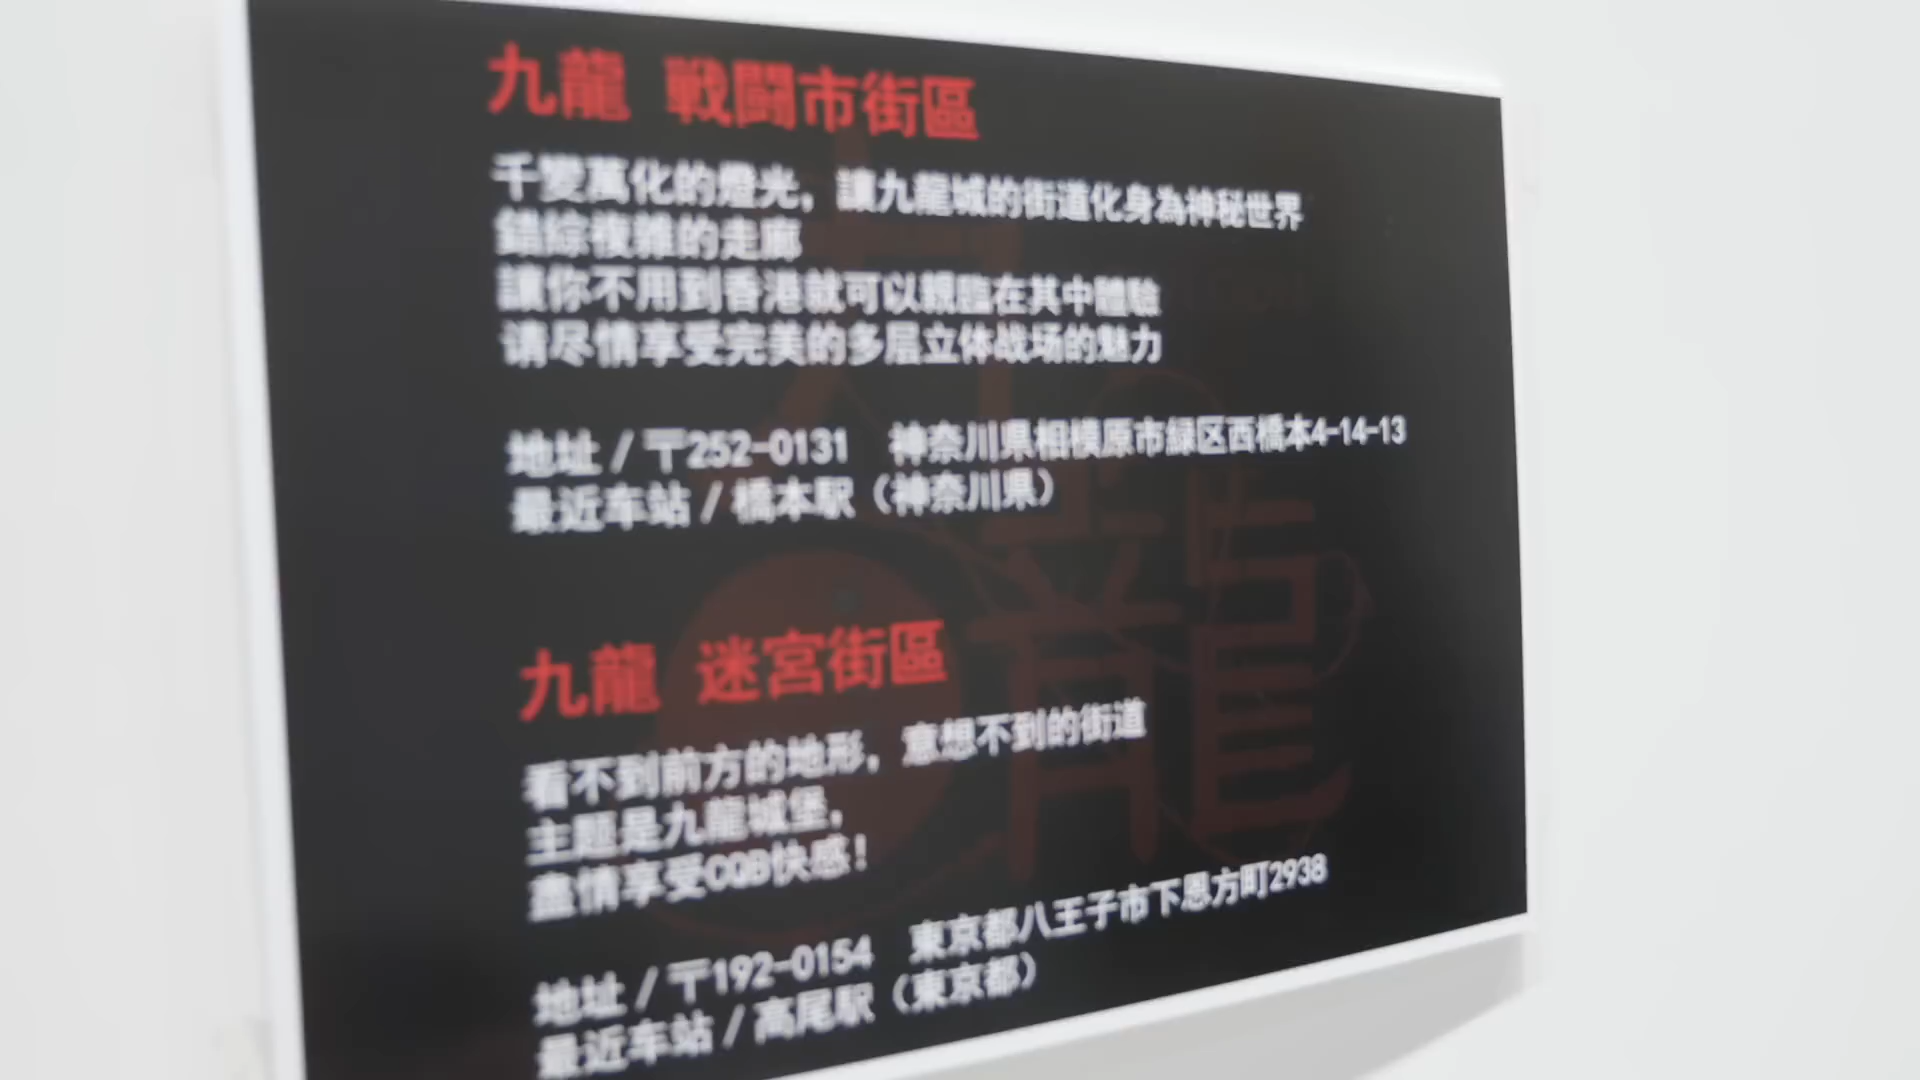 九龍 戦闘市街區
千變萬化的燈光，讓九龍城的街道化身為神秘世界
錯綜複雜的走廊
讓你不用到香港就可以親臨在其中體驗
请尽情享受完美的多层立体战场的魅力
地址 / 〒252-0131 神奈川県相模原市緑区西橋本4-14-13
最近车站 / 橋本駅（神奈川県）
九龍 迷宮街區
看不到前方的地形，意想不到的街道
主題是九龍城堡，
盡情享受CQB快感！
地址 / 〒192-0154 東京都八王子市下恩方町2938
最近车站 / 高尾駅（東京都）
九龍